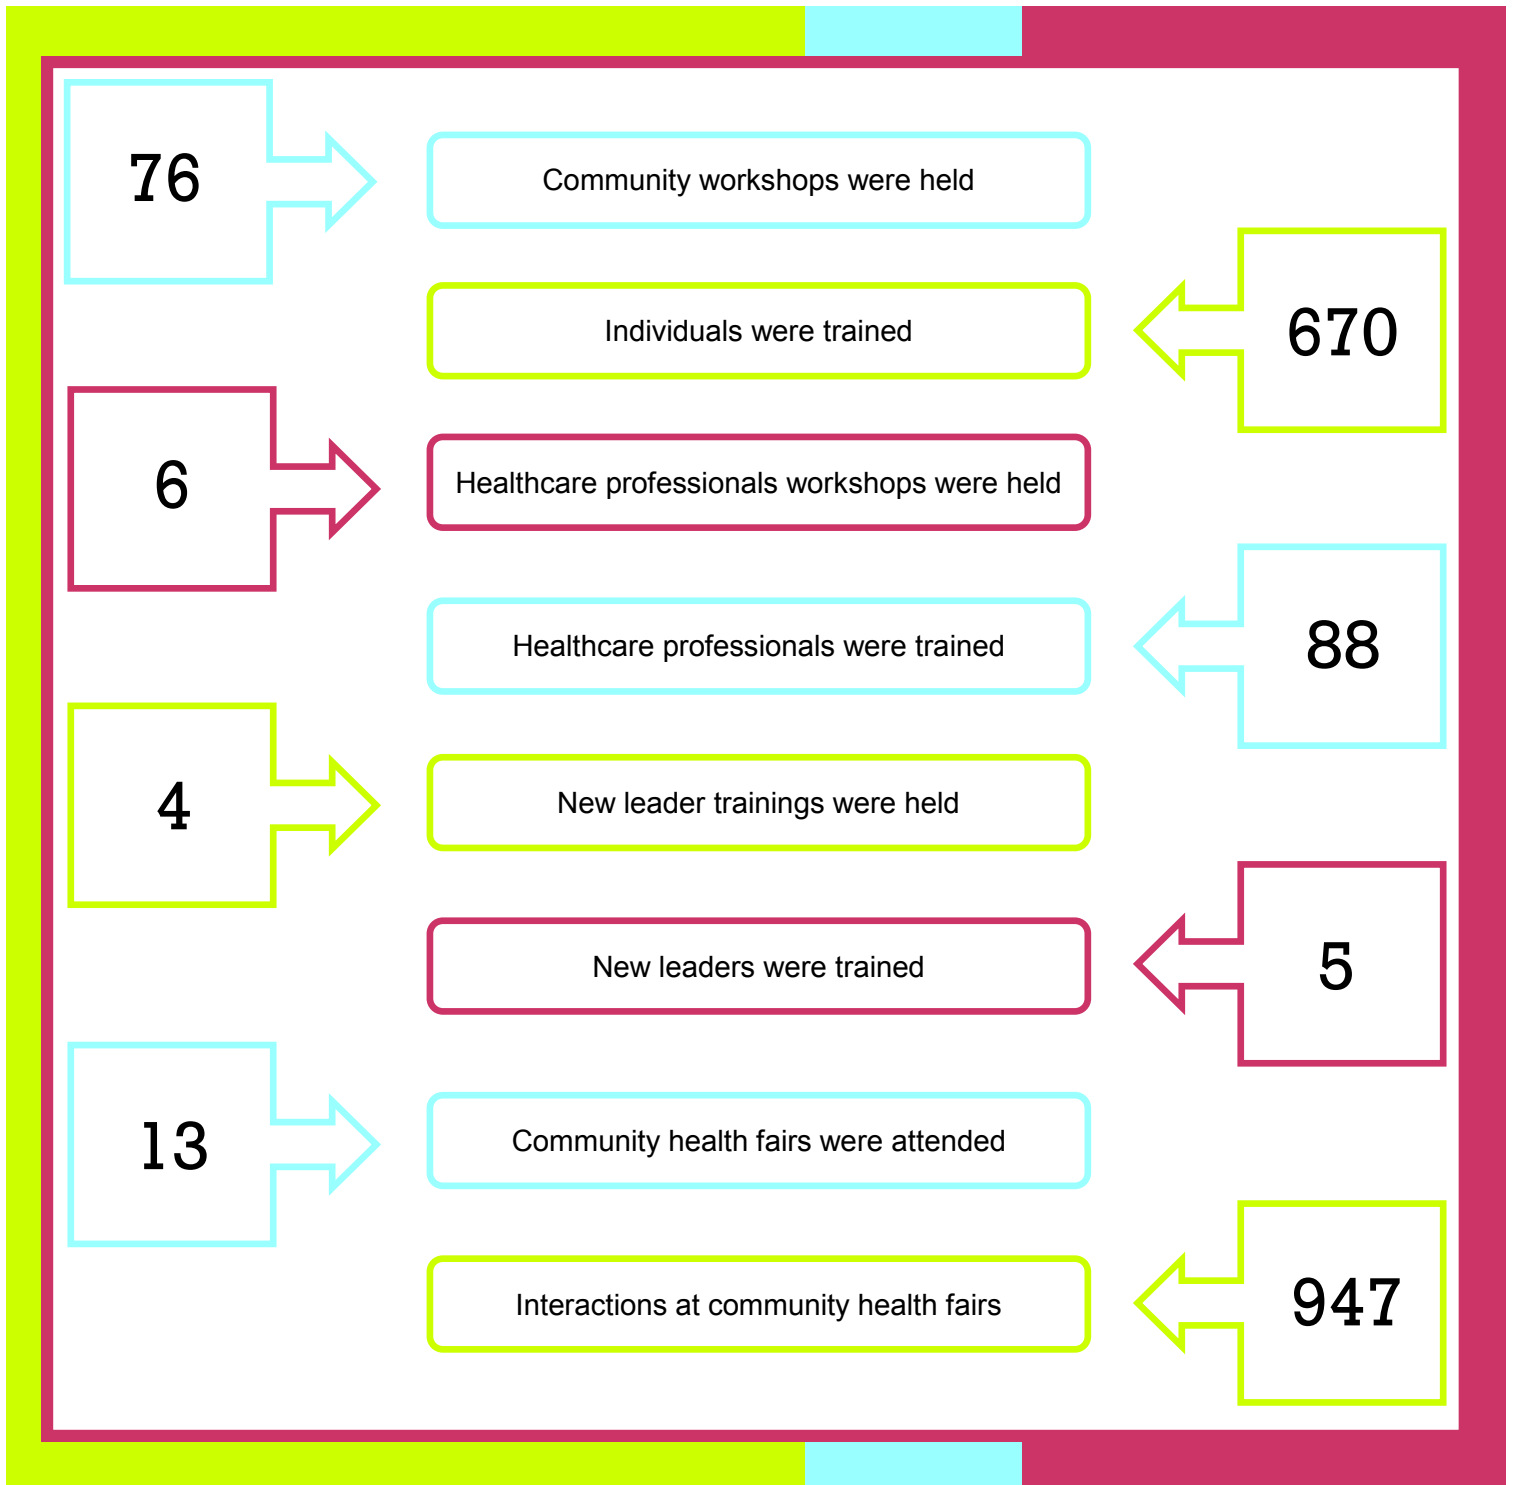 76
Community workshops were held
Individuals were trained
670
6
Healthcare professionals workshops were held
Healthcare professionals were trained
88
4
New leader trainings were held
New leaders were trained
5
13
Community health fairs were attended
Interactions at community health fairs
947